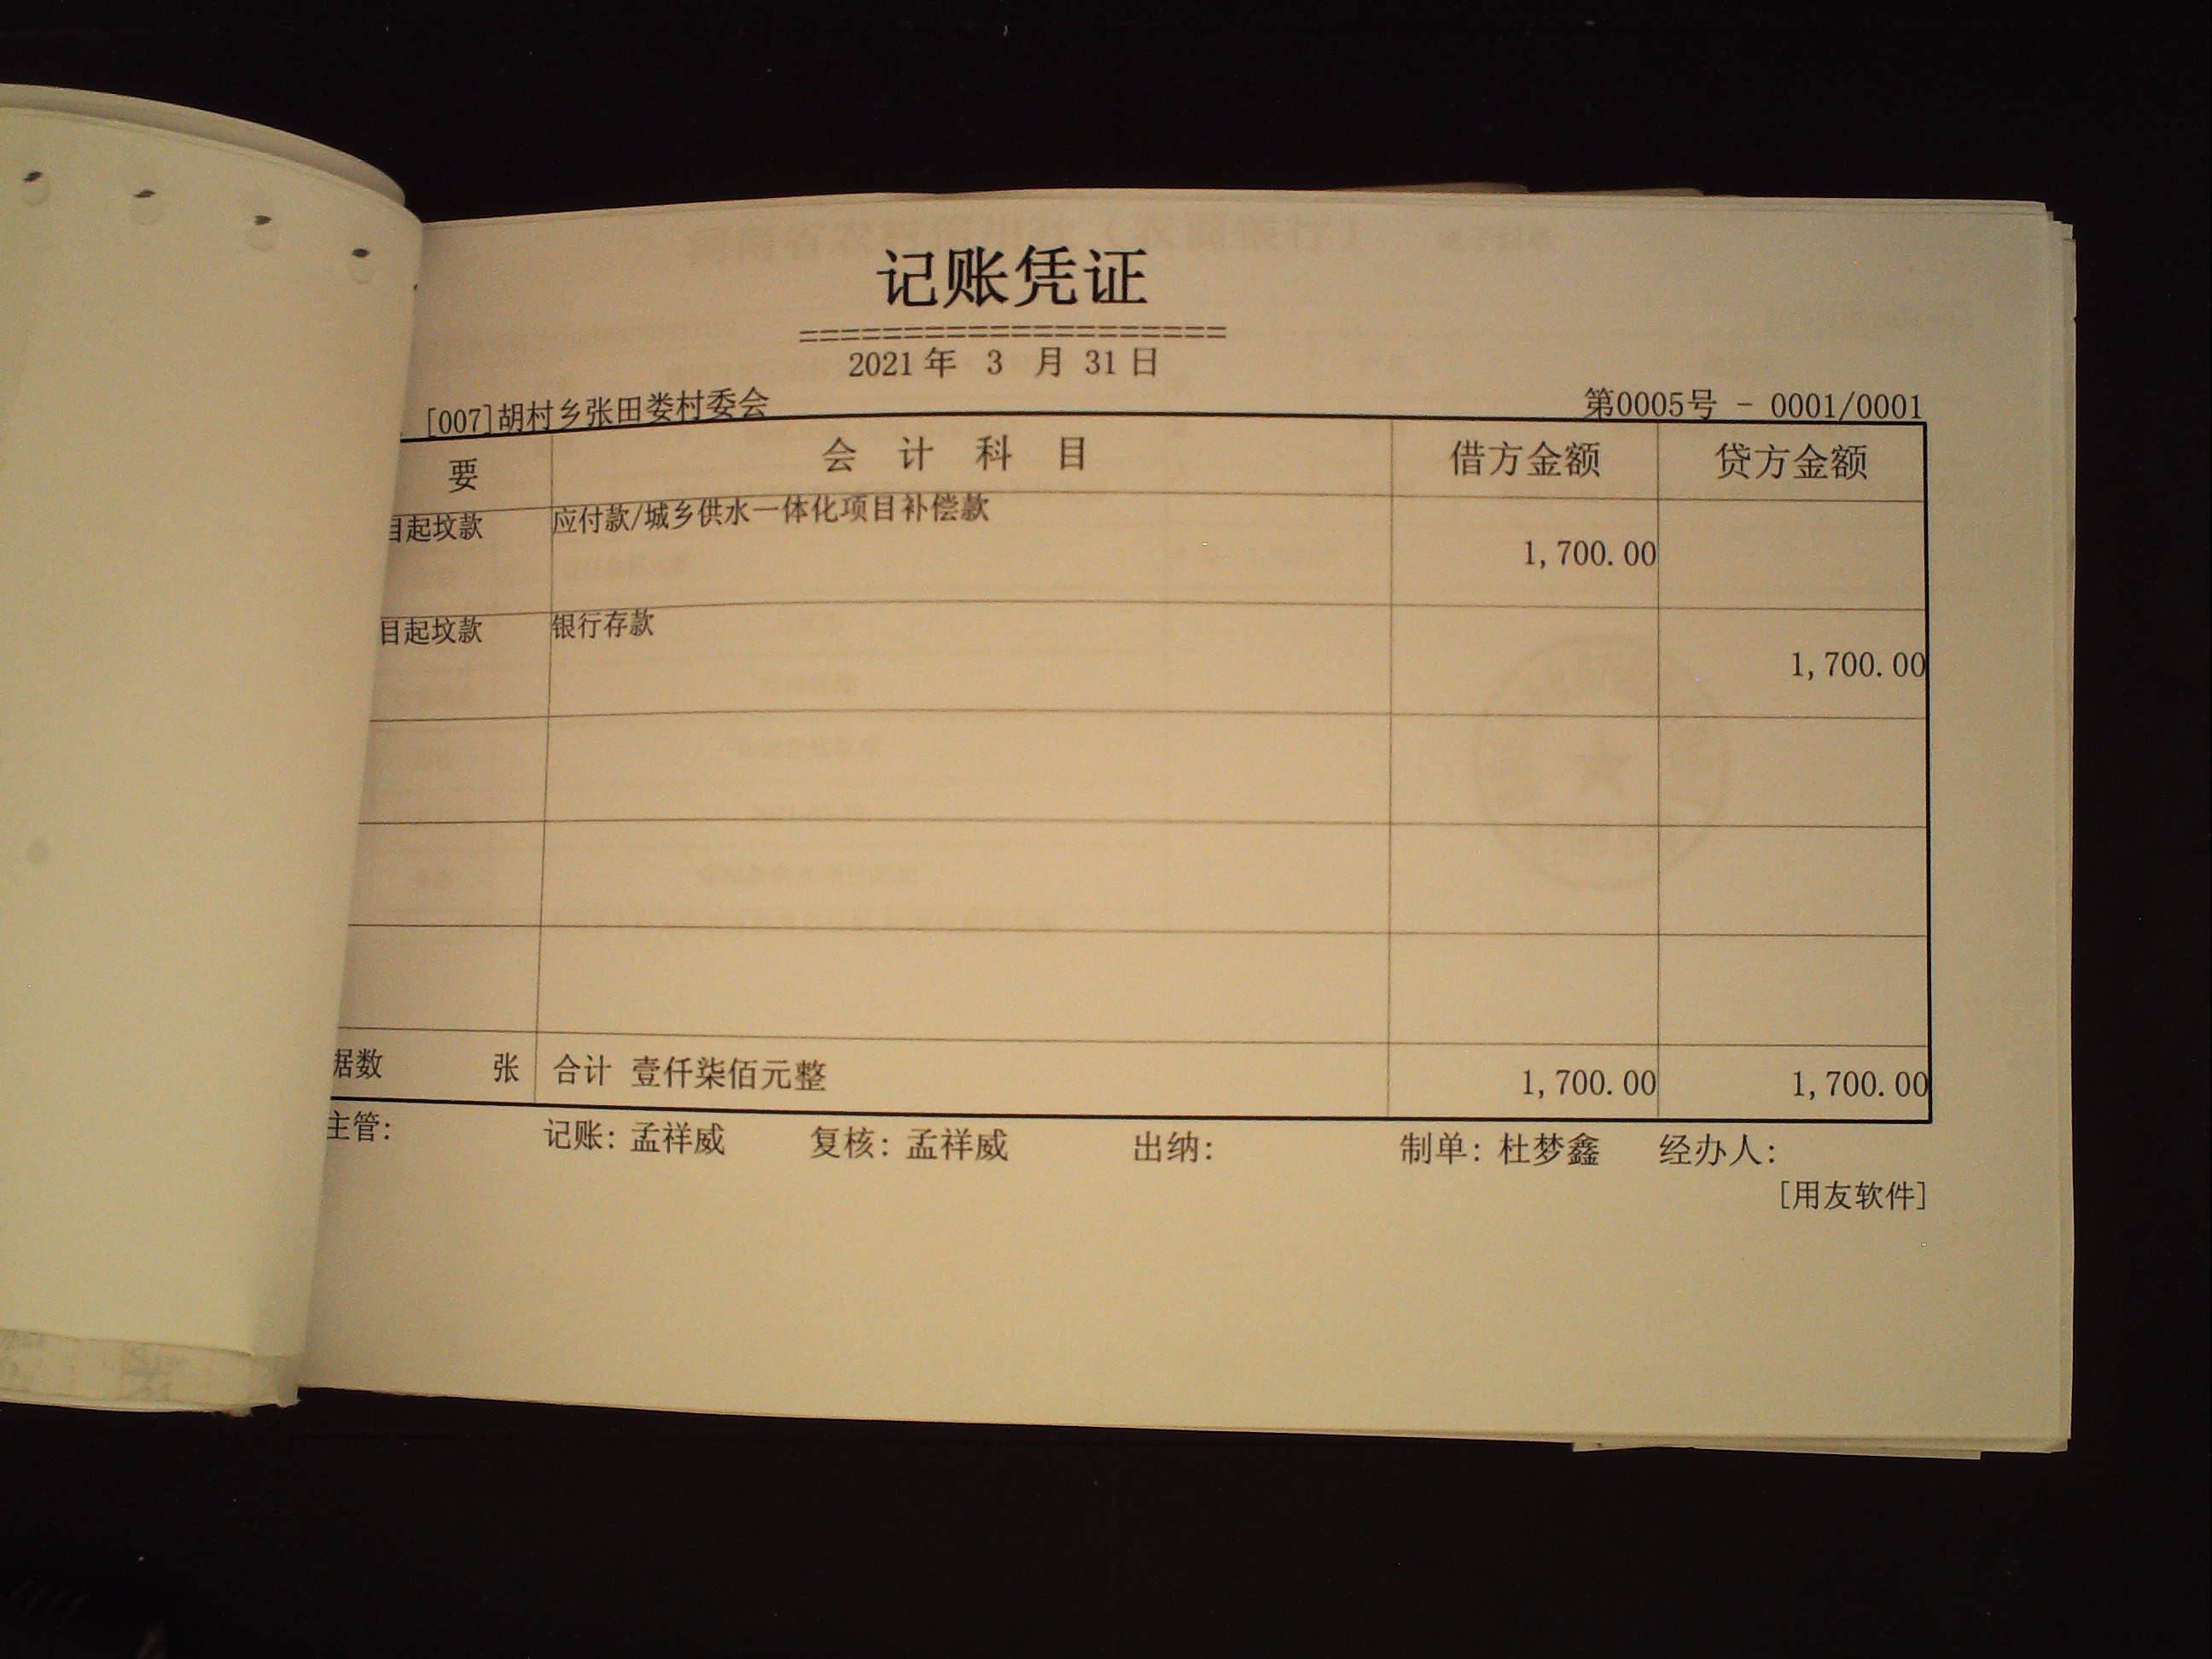 记账凭证
====================
2021 年 3 月 31 日
[007]胡村乡张田娄村委会 第0005号 - 0001/0001
要 会 计 科 目 借方金额 贷方金额
目起坟款 应付款/城乡供水一体化项目补偿款
1,700.00
目起坟款 银行存款
1,700.00
据数 张 合计 壹仟柒佰元整 1,700.00 1,700.00
主管: 记账: 孟祥威 复核: 孟祥威 出纳: 制单: 杜梦鑫 经办人:
[用友软件]